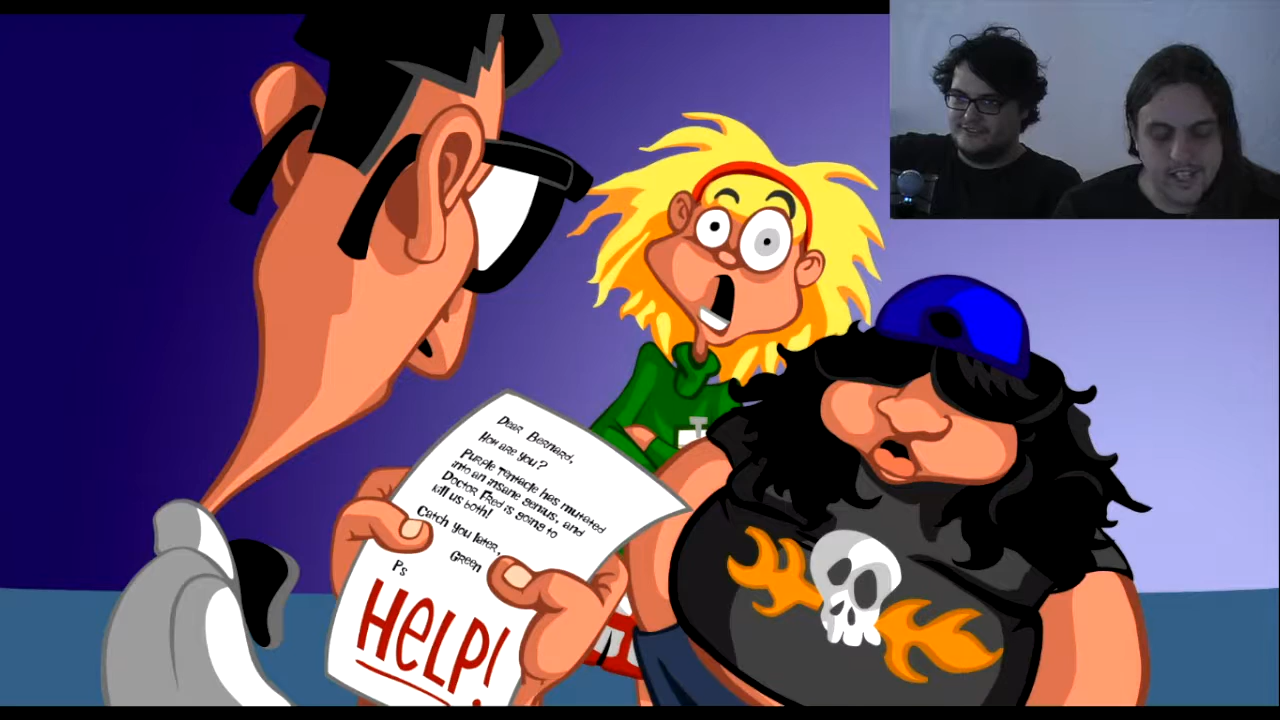 Dear Bernard,
How are you?
Purple Tentacle has mutated
into an insane genius, and
Doctor Fred is going to
kill us both!
Catch you later,
Green
Ps
HELP!